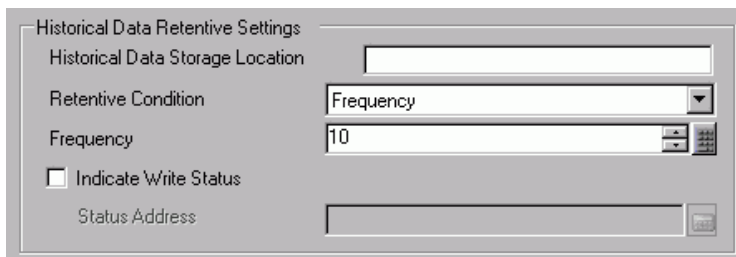 Historical Data Retentive Settings
Historical Data Storage Location
Retentive Condition Frequency
Frequency 10
Indicate Write Status
Status Address